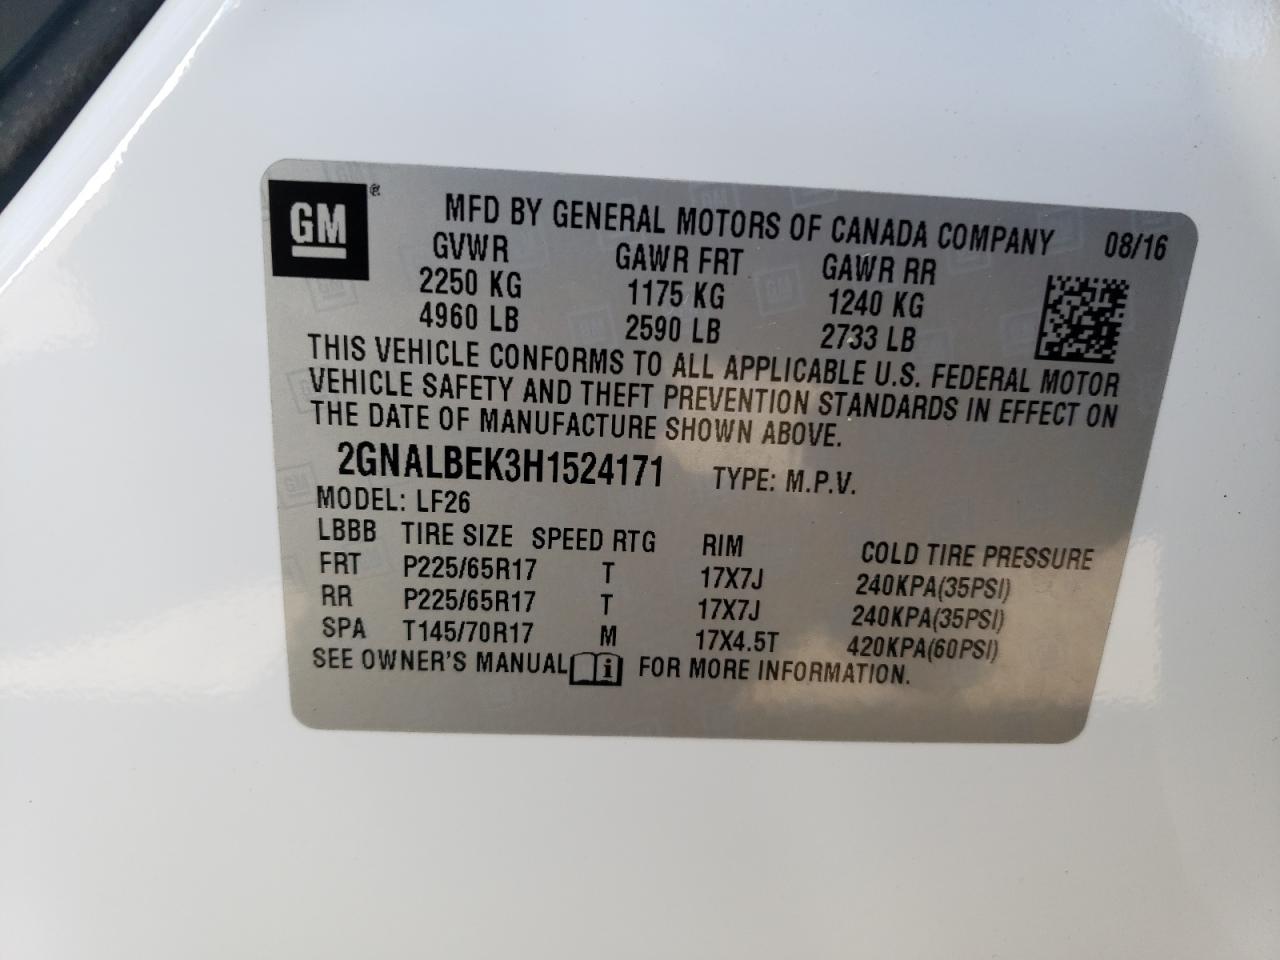 GM ®
MFD BY GENERAL MOTORS OF CANADA COMPANY 08/16
GVWR GAWR FRT GAWR RR
2250 KG 1175 KG 1240 KG
4960 LB 2590 LB 2733 LB
THIS VEHICLE CONFORMS TO ALL APPLICABLE U.S. FEDERAL MOTOR
VEHICLE SAFETY AND THEFT PREVENTION STANDARDS IN EFFECT ON
THE DATE OF MANUFACTURE SHOWN ABOVE.
2GNALBEK3H1524171 TYPE: M.P.V.
MODEL: LF26
LBBB TIRE SIZE SPEED RTG RIM COLD TIRE PRESSURE
FRT P225/65R17 T 17X7J 240KPA(35PSI)
RR P225/65R17 T 17X7J 240KPA(35PSI)
SPA T145/70R17 M 17X4.5T 420KPA(60PSI)
SEE OWNER'S MANUAL i FOR MORE INFORMATION.